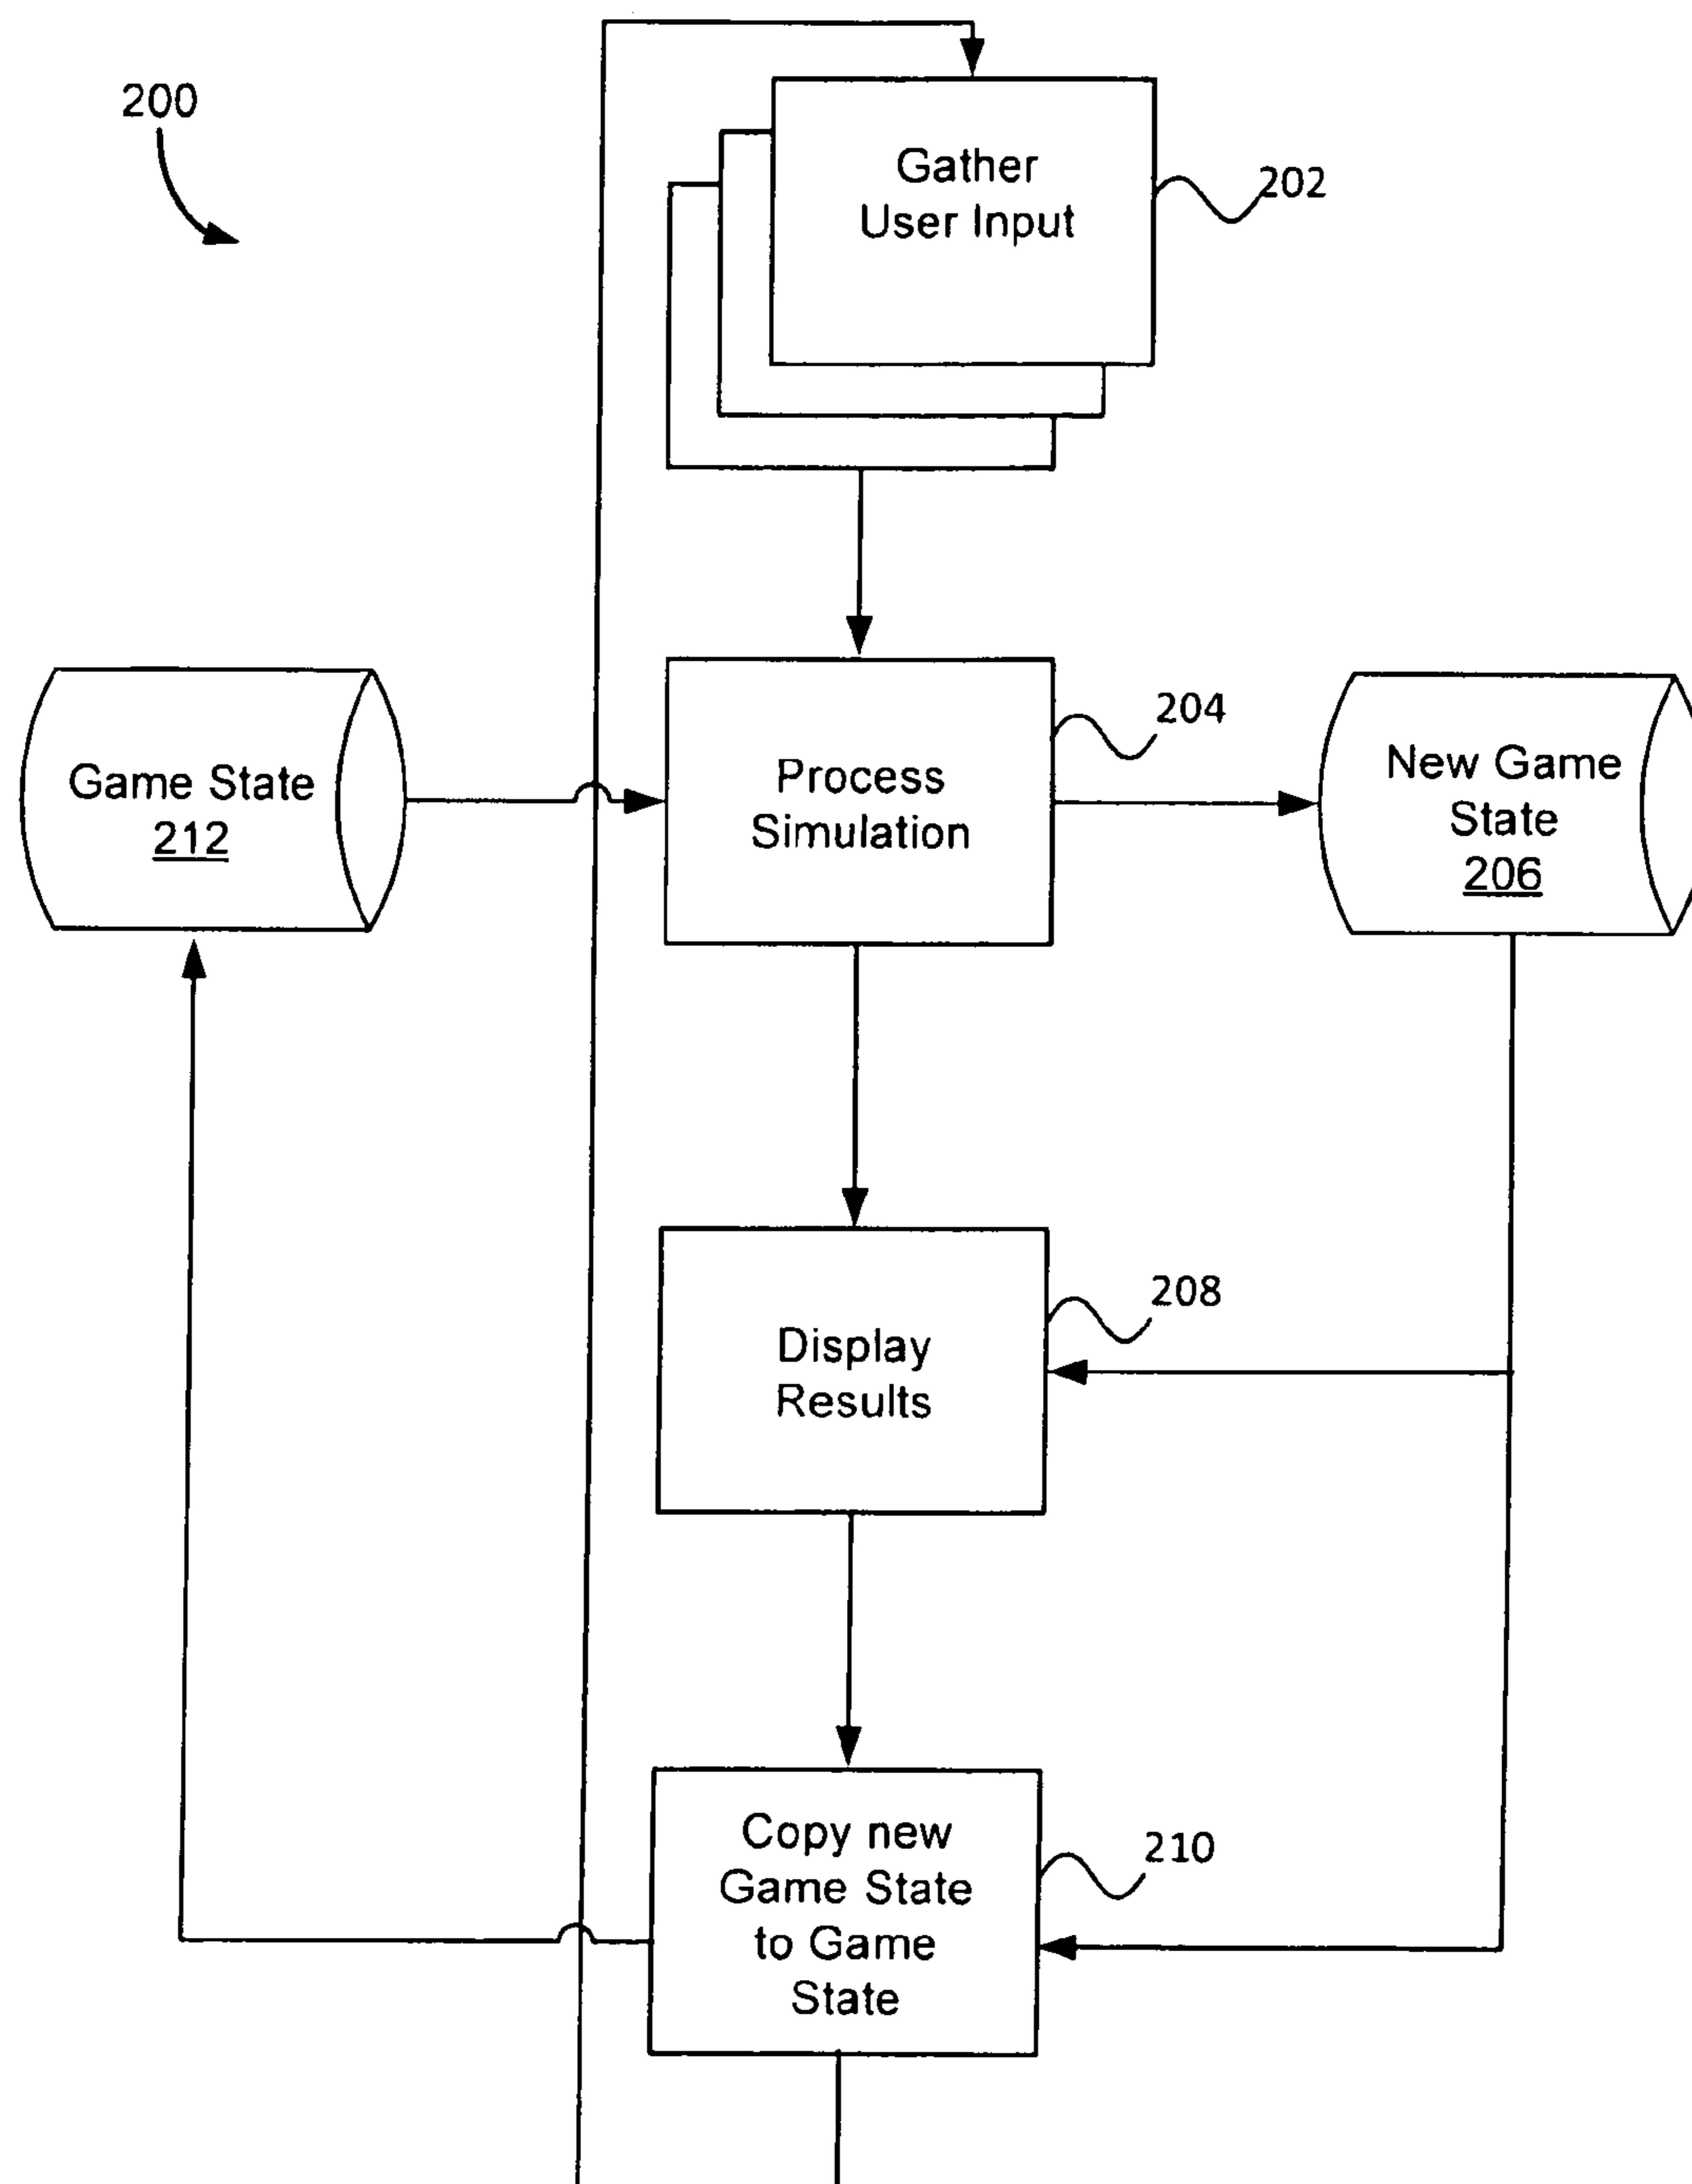 200
Gather
User Input
202
Game State
212
Process
Simulation
204
New Game
State
206
Display
Results
208
Copy new
Game State
to Game
State
210